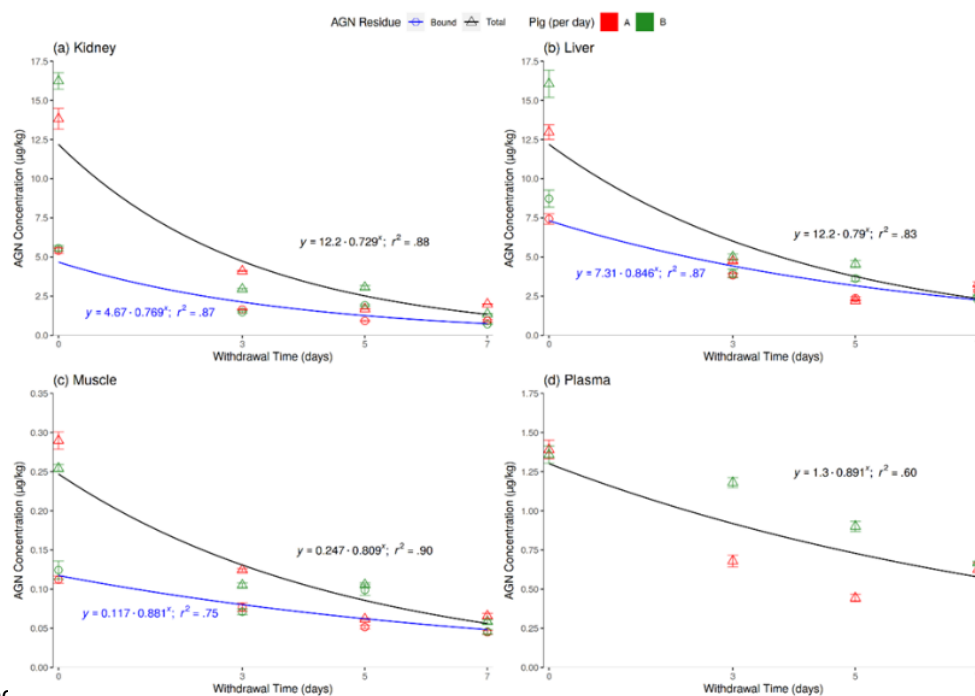 AGN Residue Bound Total Pig (per day) A B
(a) Kidney
17.5
15.0
12.5
10.0
7.5
5.0
2.5
0.0
AGN Concentration (µg/kg)
y = 12.2 · 0.729ˣ; r² = .88
y = 4.67 · 0.769ˣ; r² = .87
0 3 5 7
Withdrawal Time (days)
(b) Liver
17.5
15.0
12.5
10.0
7.5
5.0
2.5
0.0
AGN Concentration (µg/kg)
y = 12.2 · 0.79ˣ; r² = .83
y = 7.31 · 0.846ˣ; r² = .87
0 3 5 7
Withdrawal Time (days)
(c) Muscle
0.35
0.30
0.25
0.20
0.15
0.10
0.05
0.00
AGN Concentration (µg/kg)
y = 0.247 · 0.809ˣ; r² = .90
y = 0.117 · 0.881ˣ; r² = .75
0 3 5 7
Withdrawal Time (days)
(d) Plasma
1.75
1.50
1.25
1.00
0.75
0.50
0.25
0.00
AGN Concentration (µg/kg)
y = 1.3 · 0.891ˣ; r² = .60
0 3 5
Withdrawal Time (days)